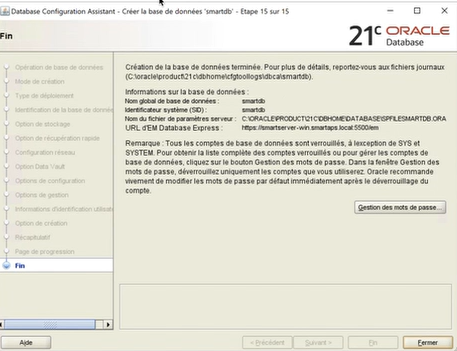 Database Configuration Assistant - Créer la base de données 'smartdb' - Etape 15 sur 15
Fin
21c ORACLE
Database
Opération de base de données
Mode de création
Type de déploiement
Identification de la base de donné
Option de stockage
Option de récupération rapide
Configuration réseau
Option Data Vault
Options de configuration
Options de gestion
Informations d'identification utilisate
Option de création
Récapitulatif
Page de progression
Fin
Création de la base de données terminée. Pour plus de détails, reportez-vous aux fichiers journaux
(C:\oracle\product\21c\dbhome\cfgtoollogs\dbca\smartdb).
Informations sur la base de données :
Nom global de base de données : smartdb
Identificateur système (SID) : smartdb
Nom du fichier de paramètres serveur : C:\ORACLE\PRODUCT\21C\DBHOME\DATABASE\SPFILESMARTDB.ORA
URL d'EM Database Express : https://smartserver-win.smartaps.local:5500/em
Remarque : Tous les comptes de base de données sont verrouillés, à lexception de SYS et
SYSTEM. Pour obtenir la liste complète des comptes verrouillés ou pour gérer les comptes de
base de données, cliquez sur le bouton Gestion des mots de passe. Dans la fenêtre Gestion des
mots de passe, déverrouillez uniquement les comptes que vous utiliserez. Oracle recommande
vivement de modifier les mots de passe par défaut immédiatement après le déverrouillage du
compte.
Gestion des mots de passe...
Aide
< Précédent
Suivant >
Fin
Fermer